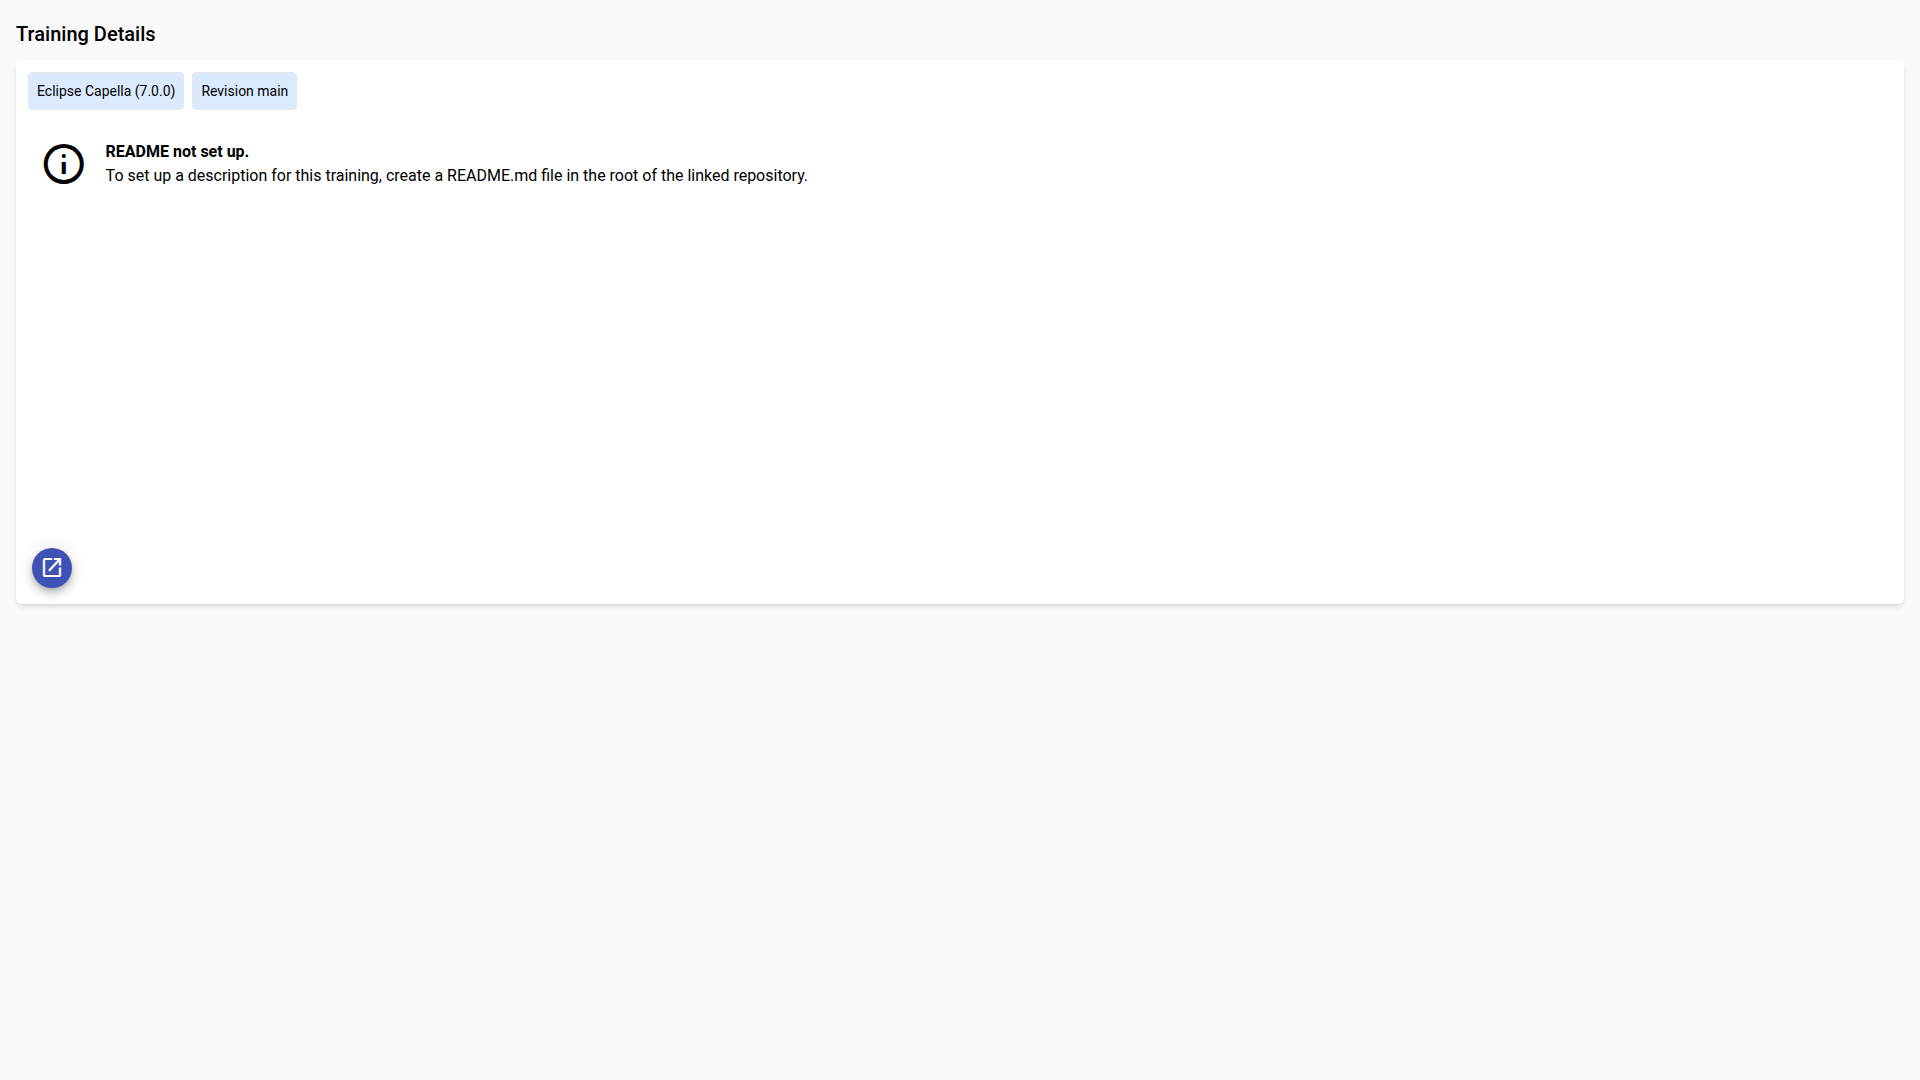 Training Details
Eclipse Capella (7.0.0) Revision main
README not set up.
To set up a description for this training, create a README.md file in the root of the linked repository.